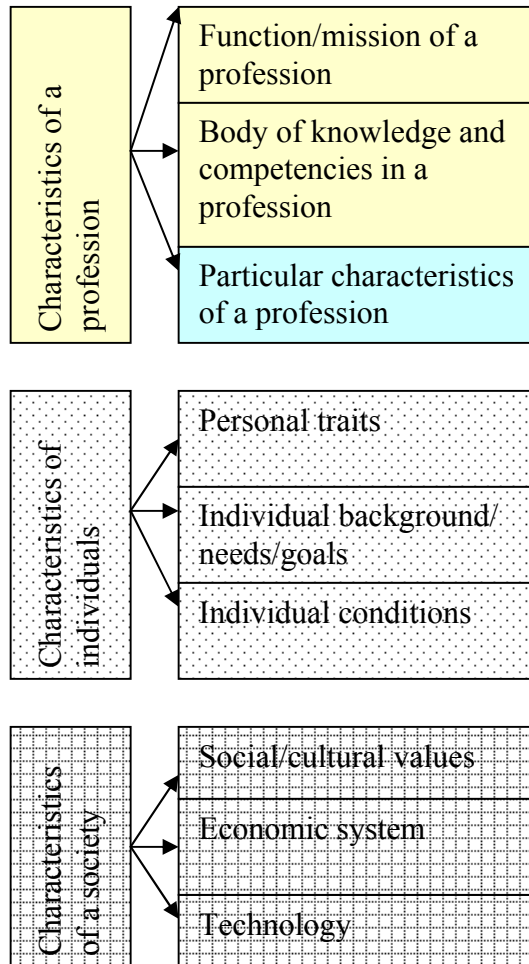 Characteristics of a
profession
Function/mission of a
profession
Body of knowledge and
competencies in a
profession
Particular characteristics
of a profession
Characteristics of
individuals
Personal traits
Individual background/
needs/goals
Individual conditions
Characteristics
of a society
Social/cultural values
Economic system
Technology